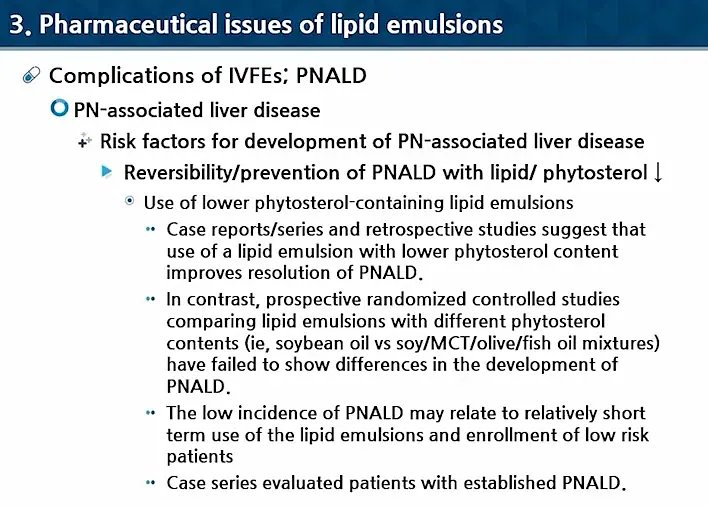 3. Pharmaceutical issues of lipid emulsions
Complications of IVFEs; PNALD
PN-associated liver disease
Risk factors for development of PN-associated liver disease
Reversibility/prevention of PNALD with lipid/ phytosterol ↓
Use of lower phytosterol-containing lipid emulsions
Case reports/series and retrospective studies suggest that
use of a lipid emulsion with lower phytosterol content
improves resolution of PNALD.
In contrast, prospective randomized controlled studies
comparing lipid emulsions with different phytosterol
contents (ie, soybean oil vs soy/MCT/olive/fish oil mixtures)
have failed to show differences in the development of
PNALD.
The low incidence of PNALD may relate to relatively short
term use of the lipid emulsions and enrollment of low risk
patients
Case series evaluated patients with established PNALD.